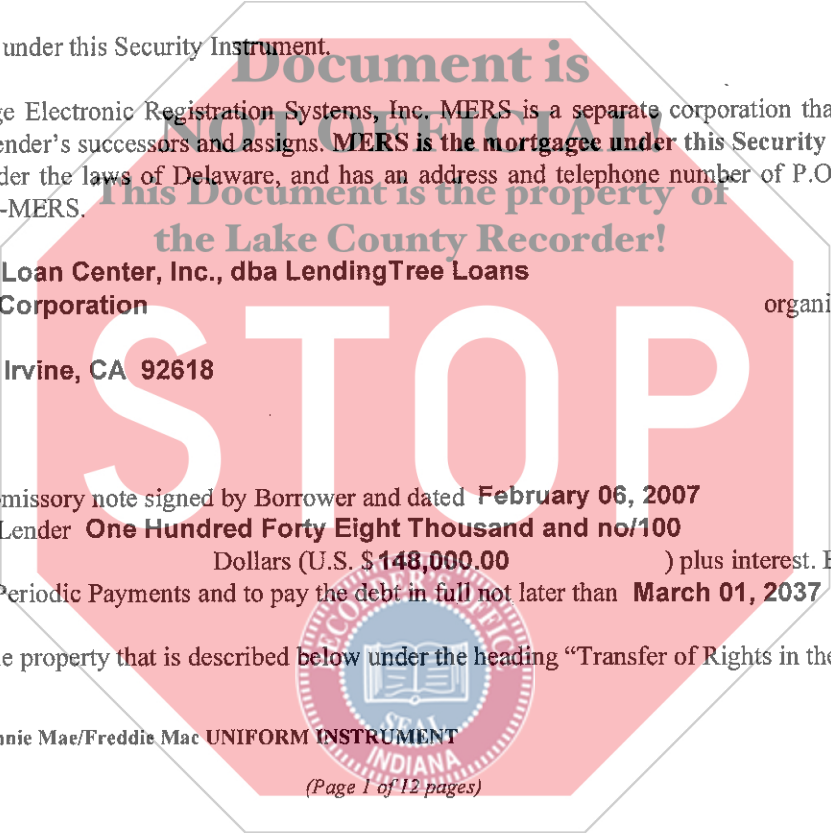 under this Security Instrument.
Document is
ge Electronic Registration Systems, Inc. MERS is a separate corporation tha
NOT OFFICIAL!
ender's successors and assigns. MERS is the mortgagee under this Security
der the laws of Delaware, and has an address and telephone number of P.O
This Document is the property of
-MERS.
the Lake County Recorder!
Loan Center, Inc., dba LendingTree Loans
Corporation organi
Irvine, CA 92618
STOP
missory note signed by Borrower and dated February 06, 2007
Lender One Hundred Forty Eight Thousand and no/100
Dollars (U.S. $ 148,000.00 ) plus interest. B
Periodic Payments and to pay the debt in full not later than March 01, 2037
RECORDER'S OFFICE
e property that is described below under the heading "Transfer of Rights in the
SEAL
nnie Mae/Freddie Mac UNIFORM INSTRUMENT
INDIANA
(Page 1 of 12 pages)